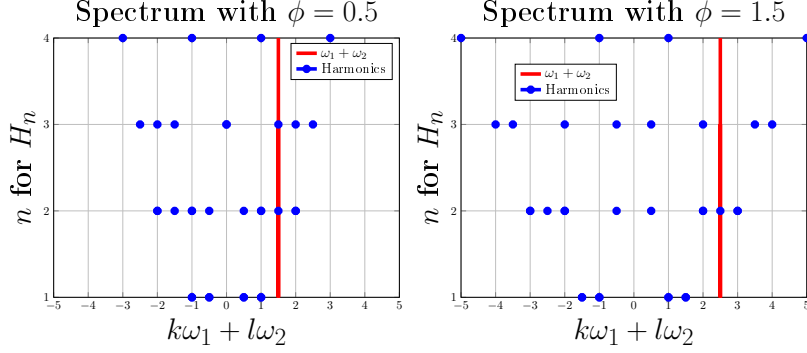 Spectrum with ϕ = 0.5
4
3
2
1
n for Hₙ
ω₁ + ω₂
Harmonics
−5 −4 −3 −2 −1 0 1 2 3 4 5
kω₁ + lω₂
Spectrum with ϕ = 1.5
4
3
2
1
n for Hₙ
ω₁ + ω₂
Harmonics
−5 −4 −3 −2 −1 0 1 2 3 4 5
kω₁ + lω₂